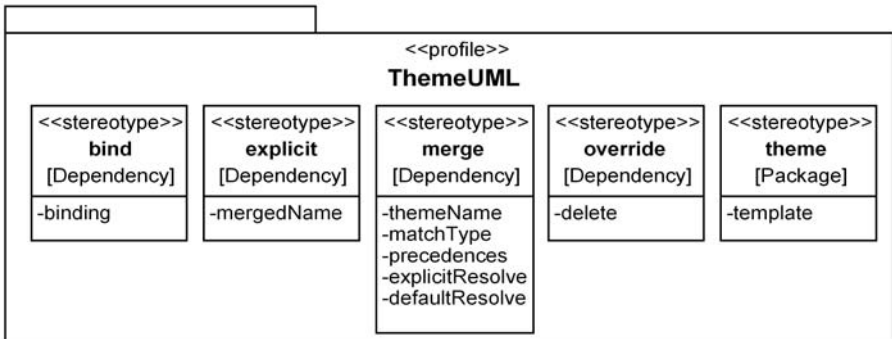 <<profile>>
ThemeUML
<<stereotype>>
bind
[Dependency]
-binding
<<stereotype>>
explicit
[Dependency]
-mergedName
<<stereotype>>
merge
[Dependency]
-themeName
-matchType
-precedences
-explicitResolve
-defaultResolve
<<stereotype>>
override
[Dependency]
-delete
<<stereotype>>
theme
[Package]
-template